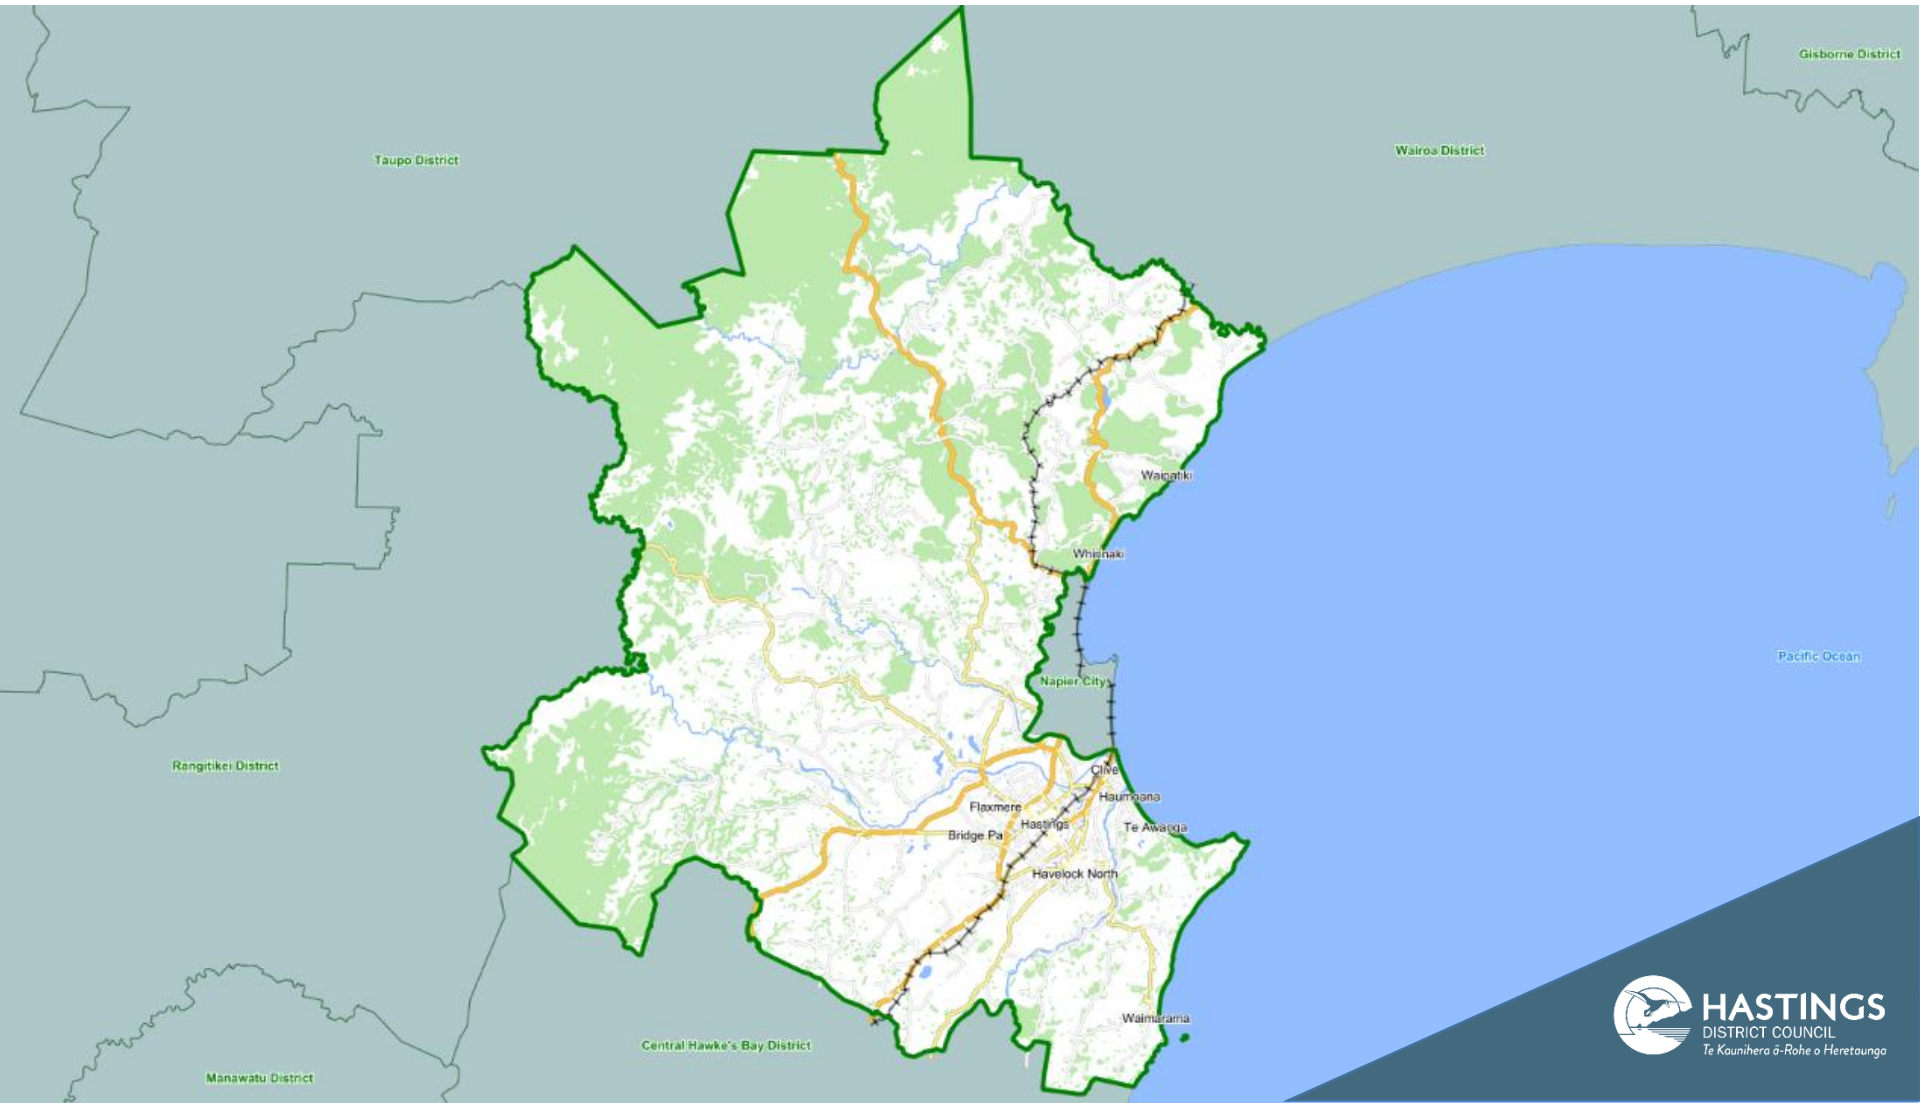 Gisborne District
Wairoa District
Taupo District
Waipatiki
Whirinaki
Pacific Ocean
Napier City
Rangitikei District
Clive
Haumoana
Flaxmere
Hastings
Te Awanga
Bridge Pa
Havelock North
Waimarama
Central Hawke's Bay District
Manawatu District
HASTINGS
DISTRICT COUNCIL
Te Kaunihera ā-Rohe o Heretaunga